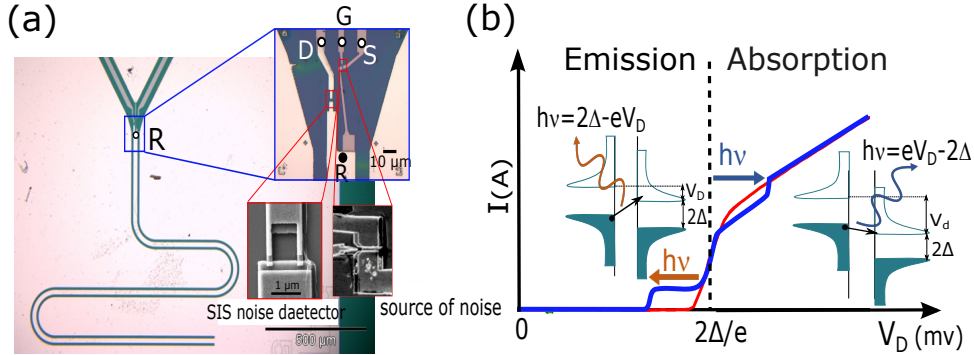 (a)
R
D
G
S
R
10 μm
1 μm
SIS noise daetector
source of noise
500 μm
(b)
Emission
Absorption
hν=2Δ-eV_D
hν
hν=eV_D-2Δ
V_D
2Δ
V_d
2Δ
hν
I(A)
0
2Δ/e
V_D (mv)